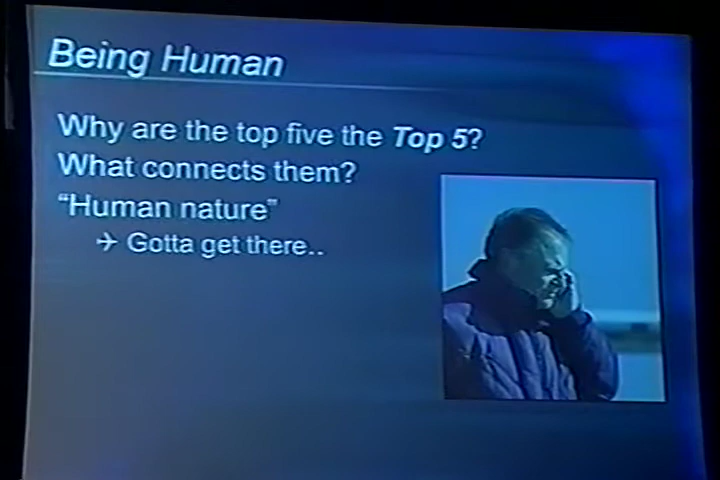 Being Human
Why are the top five the Top 5?
What connects them?
“Human nature”
✈ Gotta get there..